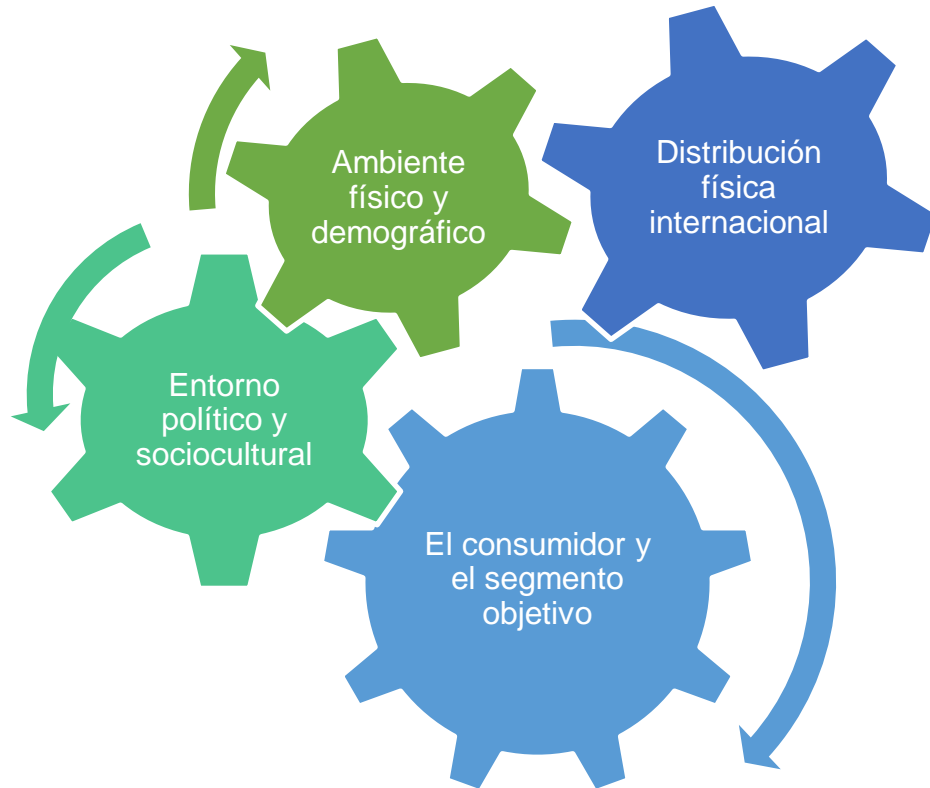 Ambiente
físico y
demográfico
Distribución
física
internacional
Entorno
político y
sociocultural
El consumidor y
el segmento
objetivo